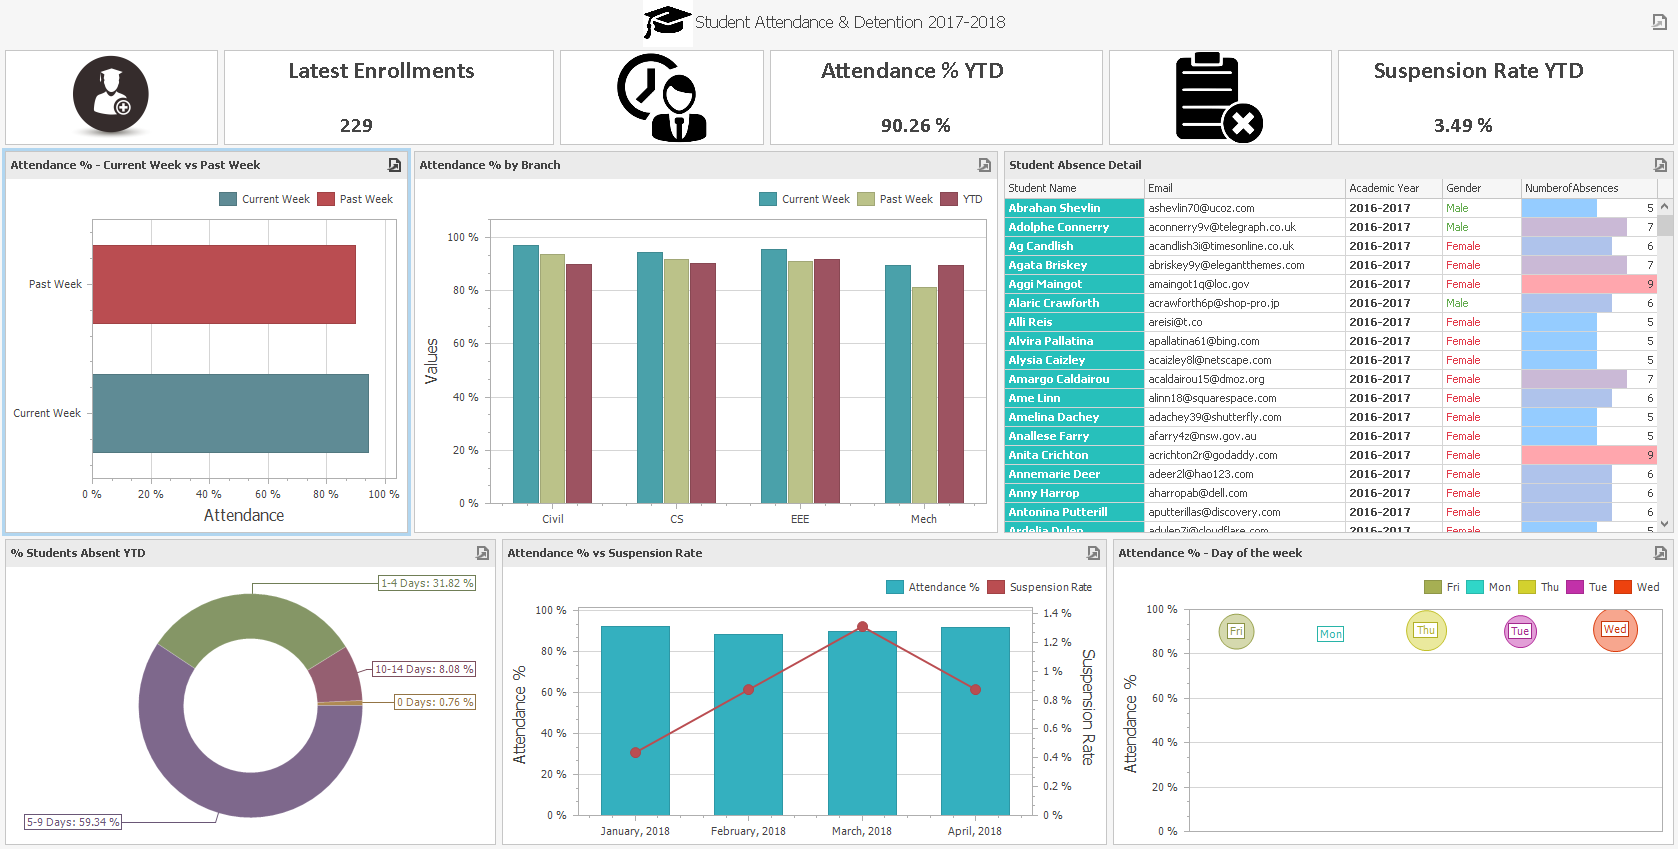 Student Attendance & Detention 2017-2018
Latest Enrollments
229
Attendance % YTD
90.26 %
Suspension Rate YTD
3.49 %
Attendance % - Current Week vs Past Week
Current Week Past Week
Past Week
Current Week
0 % 20 % 40 % 60 % 80 % 100 %
Attendance
Attendance % by Branch
Current Week Past Week YTD
Values
100 %
80 %
60 %
40 %
20 %
0 %
Civil CS EEE Mech
Student Absence Detail
Student Name Email Academic Year Gender NumberofAbsences
Abrahan Shevlin ashevlin70@ucoz.com 2016-2017 Male 5
Adolphe Connerry aconnerry9v@telegraph.co.uk 2016-2017 Male 7
Ag Candlish acandlish3i@timesonline.co.uk 2016-2017 Female 6
Agata Briskey abriskey9y@elegantthemes.com 2016-2017 Female 7
Aggi Maingot amaingot1q@loc.gov 2016-2017 Female 9
Alaric Crawforth acrawforth6p@shop-pro.jp 2016-2017 Male 6
Alli Reis areisi@t.co 2016-2017 Female 5
Alvira Pallatina apallatina61@bing.com 2016-2017 Female 5
Alysia Caizley acaizley8l@netscape.com 2016-2017 Female 5
Amargo Caldairou acaldairou15@dmoz.org 2016-2017 Female 7
Ame Linn alinn18@squarespace.com 2016-2017 Female 6
Amelina Dachey adachey39@shutterfly.com 2016-2017 Female 5
Anallese Farry afarry4z@nsw.gov.au 2016-2017 Female 5
Anita Crichton acrichton2r@godaddy.com 2016-2017 Female 9
Annemarie Deer adeer2l@hao123.com 2016-2017 Female 6
Anny Harrop aharropab@dell.com 2016-2017 Female 6
Antonina Putterill aputterillas@discovery.com 2016-2017 Female 6
Ardelia Dulen adulen7i@cloudflare.com 2016-2017 Female 5
% Students Absent YTD
1-4 Days: 31.82 %
10-14 Days: 8.08 %
0 Days: 0.76 %
5-9 Days: 59.34 %
Attendance % vs Suspension Rate
Attendance % Suspension Rate
Attendance %
100 %
80 %
60 %
40 %
20 %
0 %
1.4 %
1.2 %
1 %
0.8 %
0.6 %
0.4 %
0.2 %
0 %
Suspension Rate
January, 2018 February, 2018 March, 2018 April, 2018
Attendance % - Day of the week
Fri Mon Thu Tue Wed
Attendance %
100 %
80 %
60 %
40 %
20 %
0 %
Fri Mon Thu Tue Wed